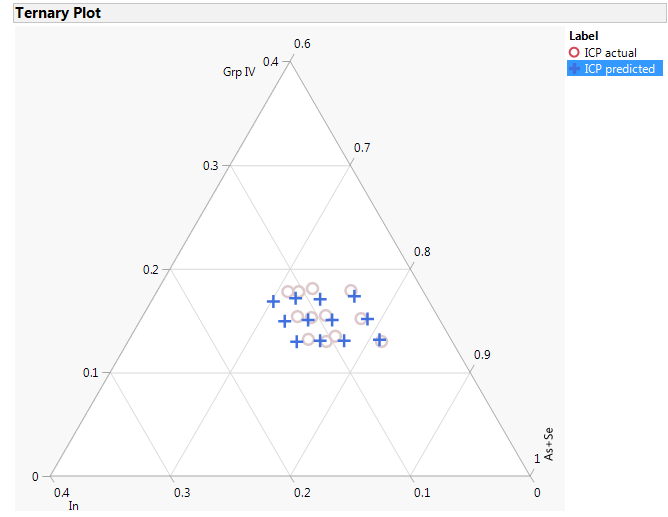 Ternary Plot
Label
ICP actual
ICP predicted
0.6
0.4
Grp IV
0.7
0.3
0.8
0.2
0.9
0.1
As+Se
1
0
0.4
0.3
0.2
0.1
0
In